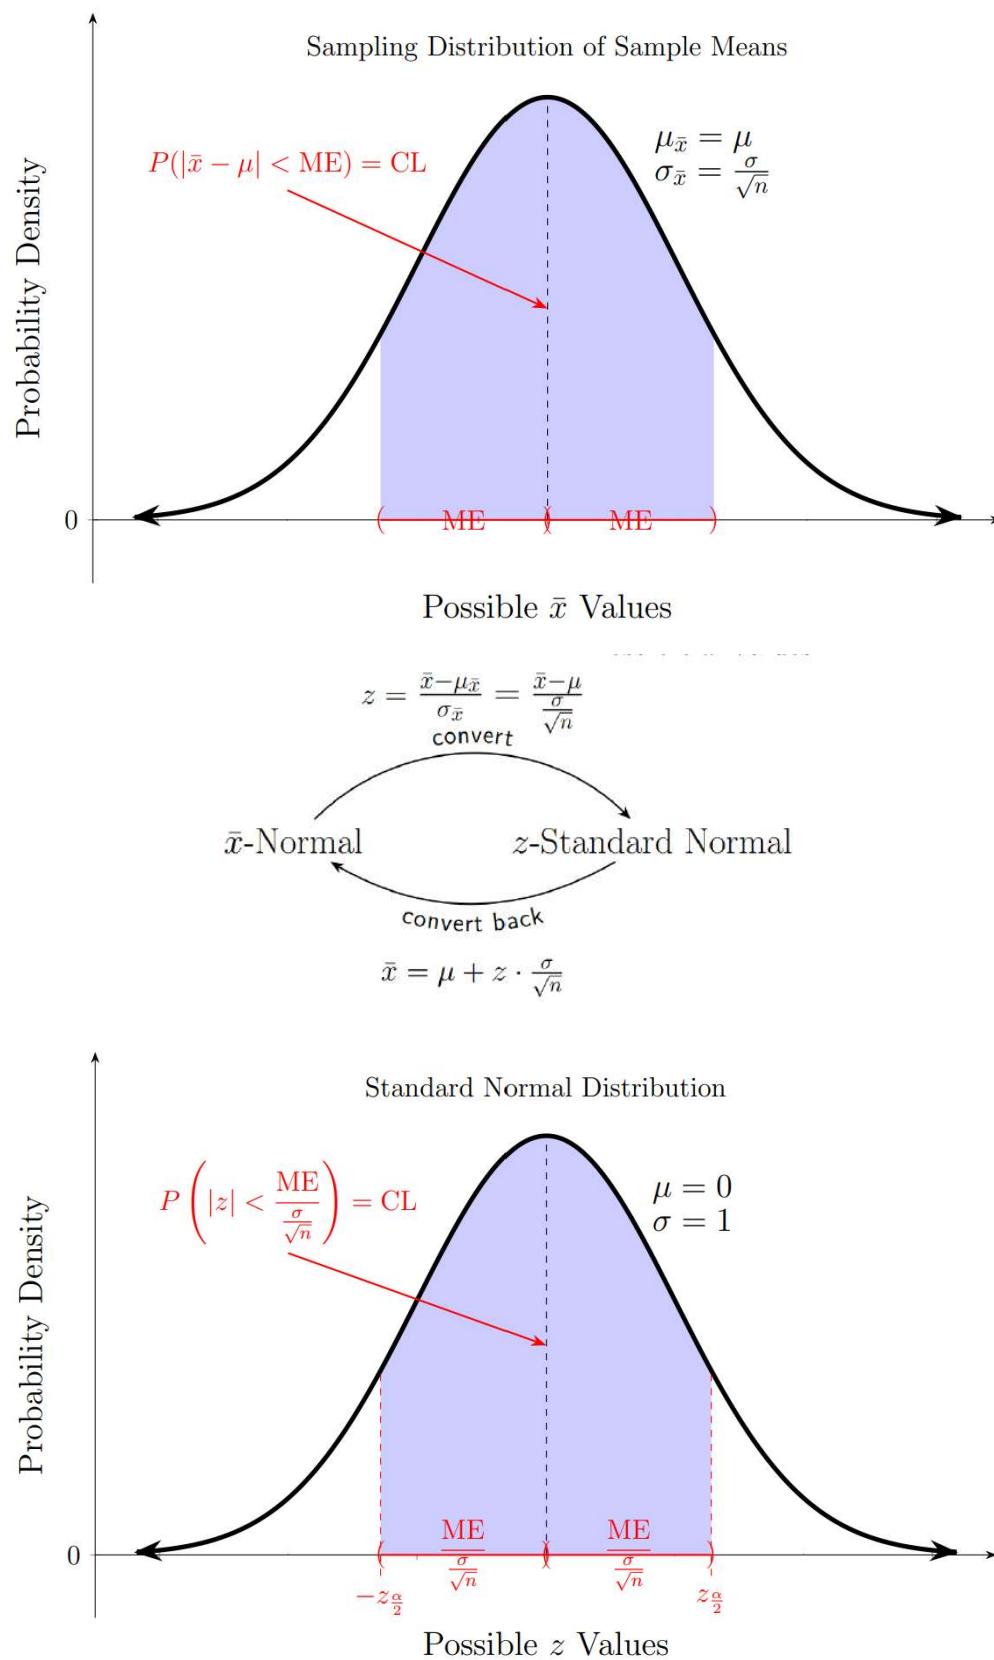 Sampling Distribution of Sample Means
P(|x̄ − μ| < ME) = CL
μ_x̄ = μ
σ_x̄ = σ/√n
Probability Density
0
ME
ME
Possible x̄ Values
z = (x̄−μ_x̄)/σ_x̄ = (x̄−μ)/(σ/√n)
convert
x̄-Normal
z-Standard Normal
convert back
x̄ = μ + z · σ/√n
Standard Normal Distribution
P(|z| < ME/(σ/√n)) = CL
μ = 0
σ = 1
Probability Density
0
ME/(σ/√n)
ME/(σ/√n)
−z_(α/2)
z_(α/2)
Possible z Values